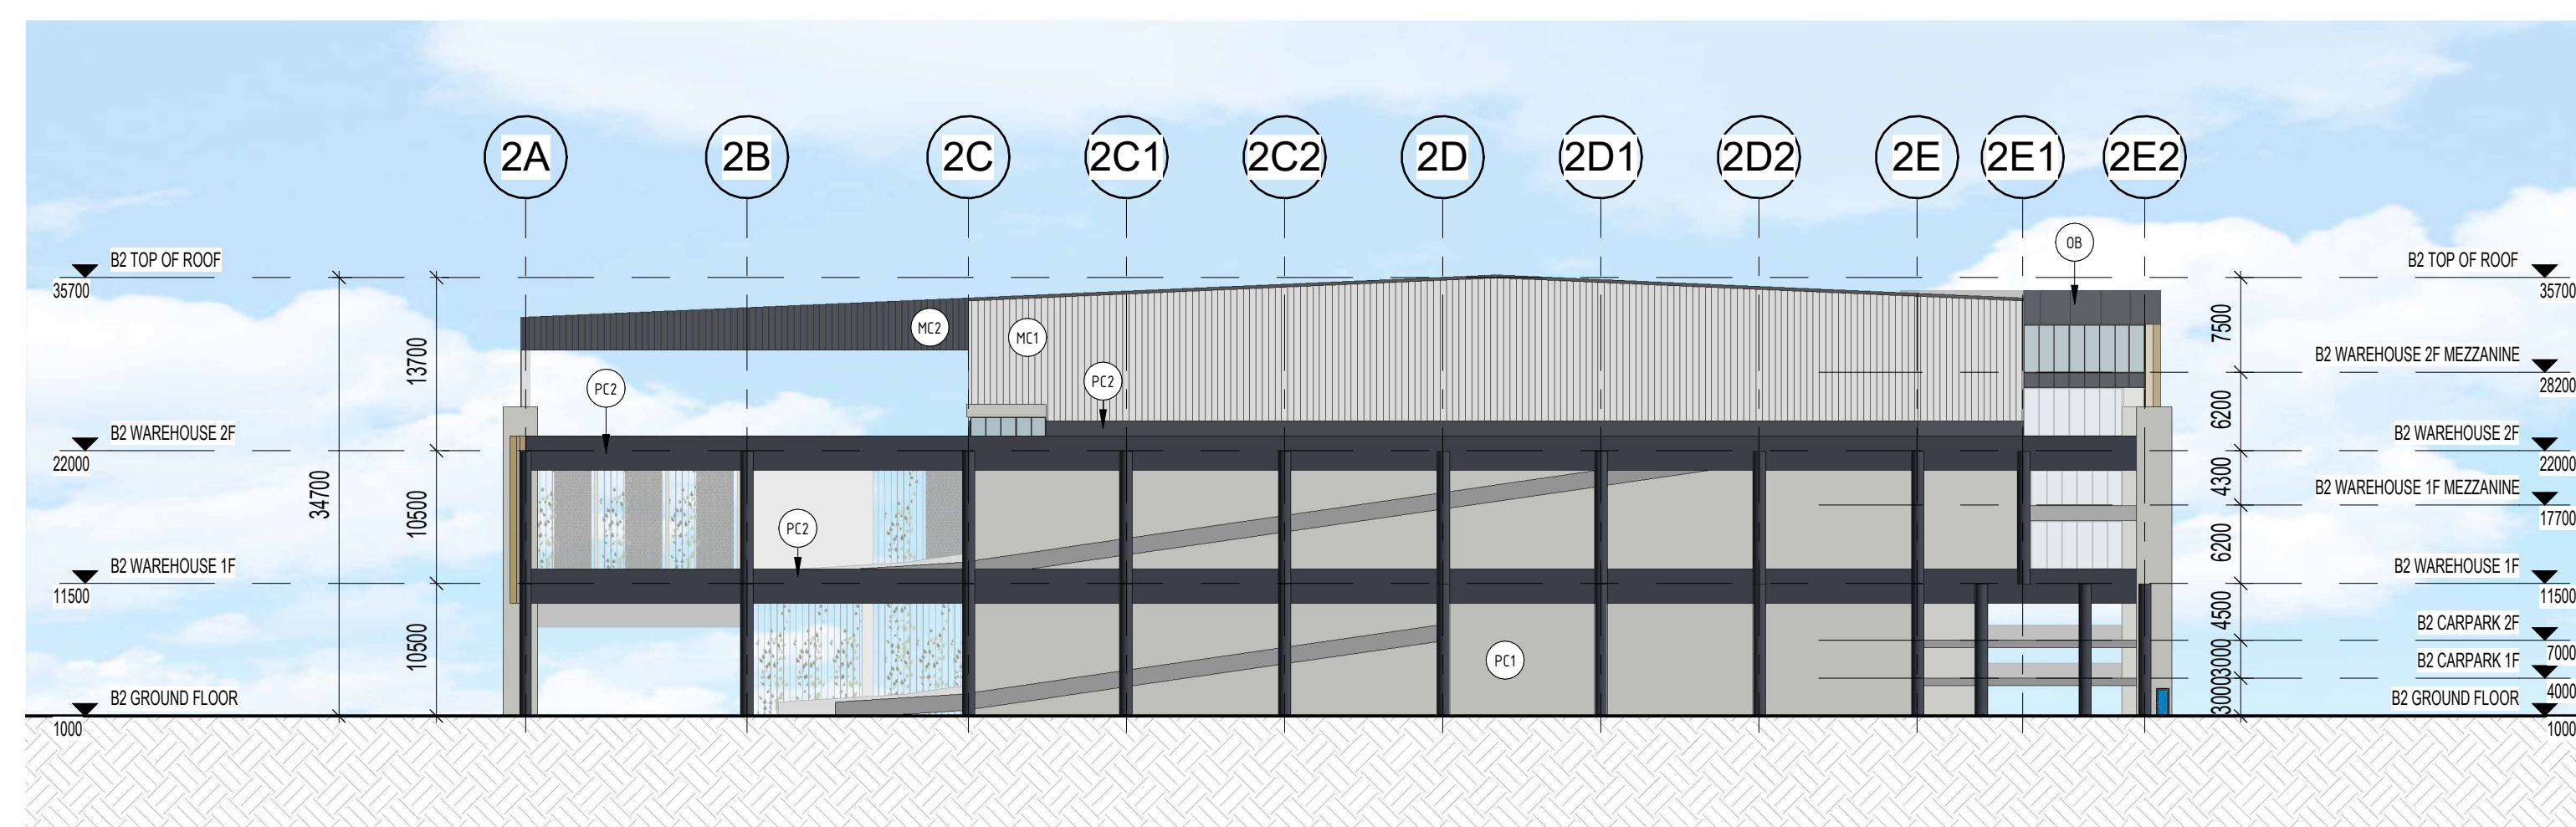 2A 2B 2C 2C1 2C2 2D 2D1 2D2 2E 2E1 2E2
OB
B2 TOP OF ROOF
35700
B2 TOP OF ROOF
35700
MC2
MC1
13700
7500
B2 WAREHOUSE 2F MEZZANINE
28200
PC2
PC2
6200
B2 WAREHOUSE 2F
22000
B2 WAREHOUSE 2F
22000
34700
10500
4300
B2 WAREHOUSE 1F MEZZANINE
17700
PC2
6200
B2 WAREHOUSE 1F
11500
B2 WAREHOUSE 1F
11500
10500
4500
B2 CARPARK 2F
7000
PC1
3000
B2 CARPARK 1F
4000
3000
B2 GROUND FLOOR
1000
B2 GROUND FLOOR
1000